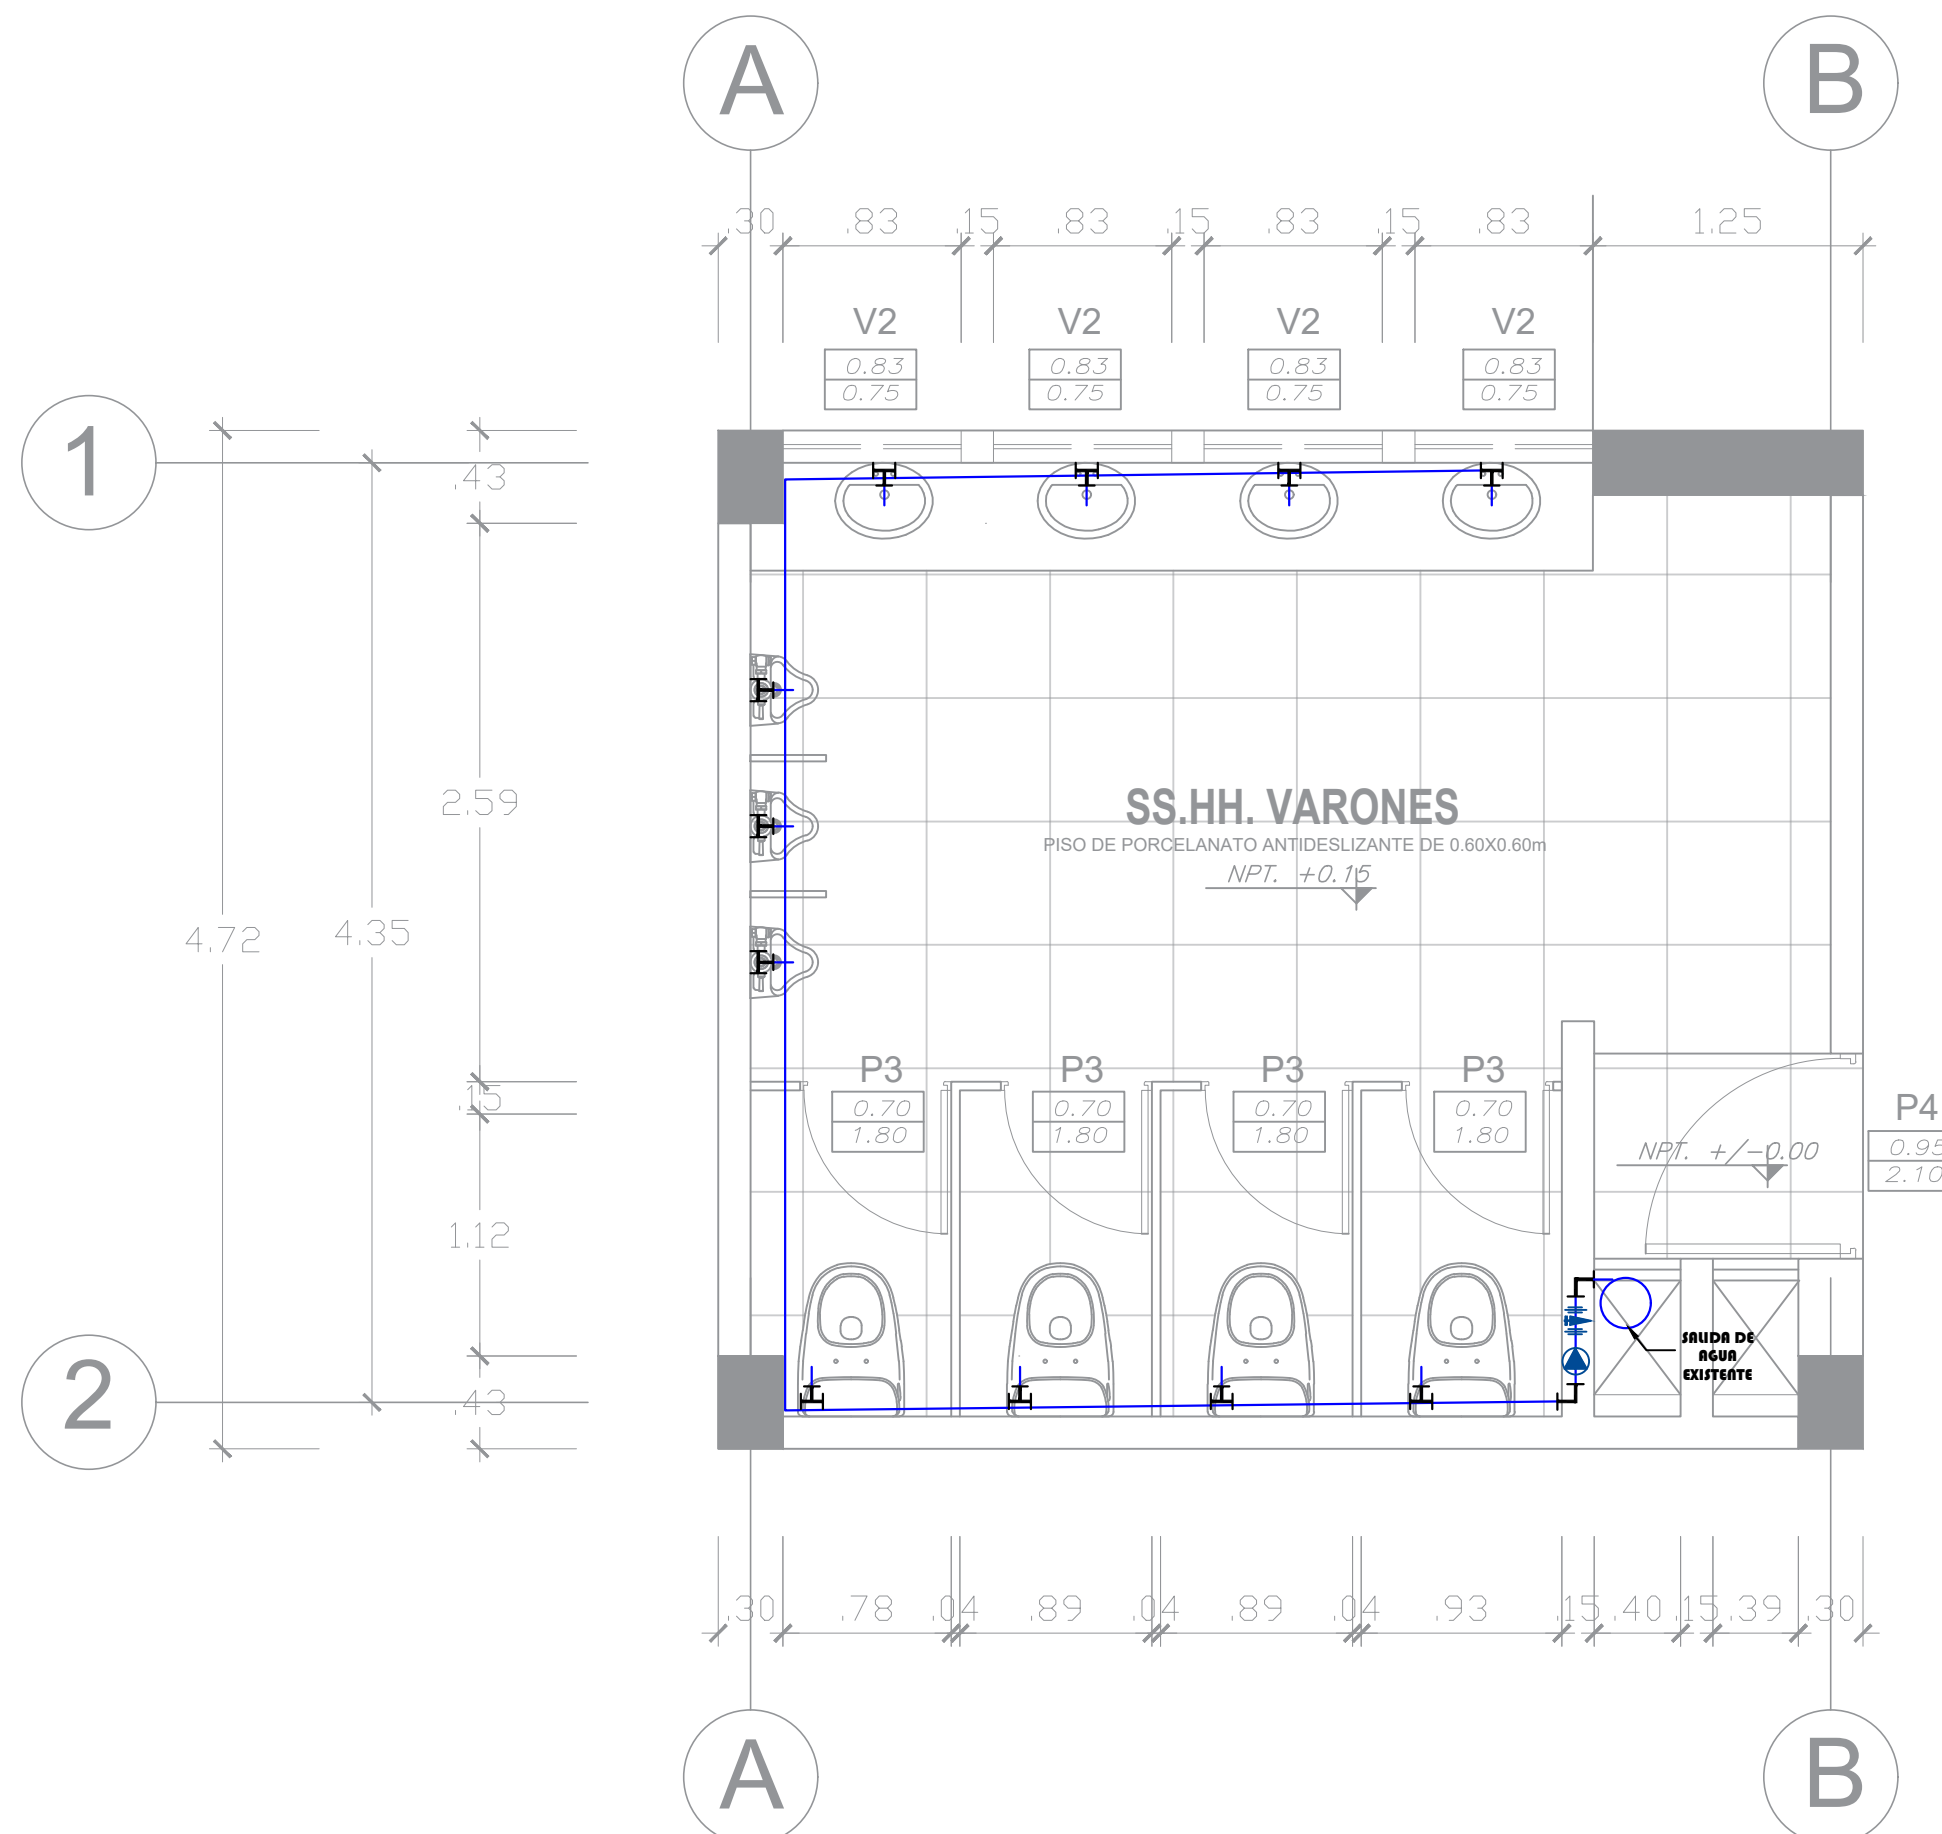 A B
.30 .83 .15 .83 .15 .83 .15 .83 1.25
V2 V2 V2 V2
0.83 0.83 0.83 0.83
0.75 0.75 0.75 0.75
1
.43
2.59
4.72 4.35
SS.HH. VARONES
PISO DE PORCELANATO ANTIDESLIZANTE DE 0.60X0.60m
NPT. +0.15
P3 P3 P3 P3
0.70 0.70 0.70 0.70
1.80 1.80 1.80 1.80
.15
P4
0.95
2.10
NPT. +/-0.00
1.12
SALIDA DE
AGUA
EXISTENTE
2
.43
.30 .78 .04 .89 .04 .89 .04 .93 .15 .40 .15 .39 .30
A B